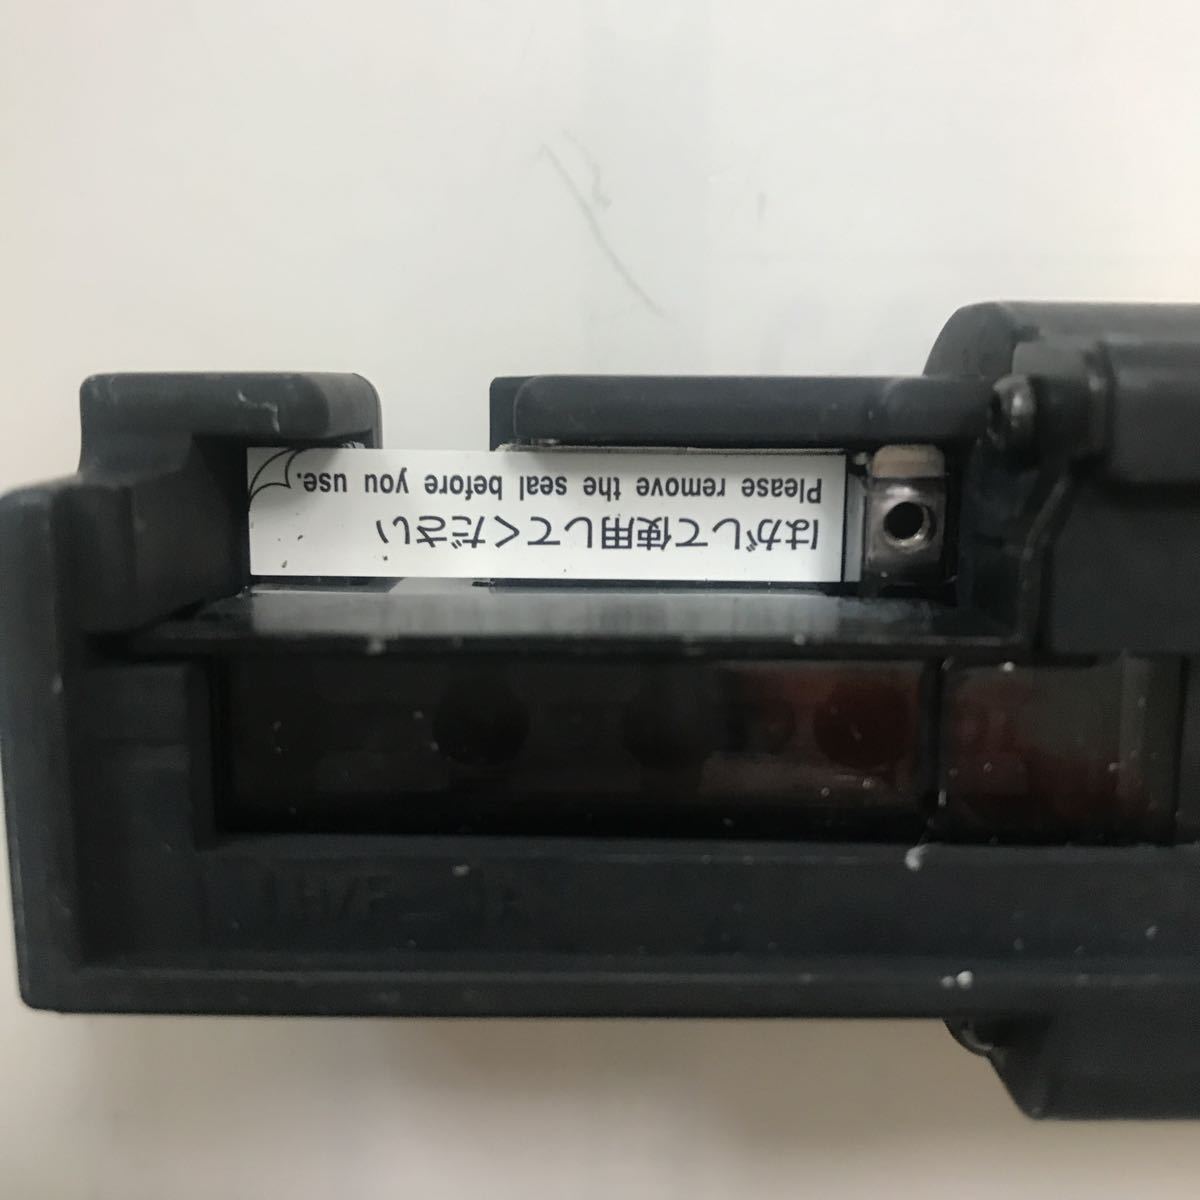 はがして使用してください
Please remove the seal before you use.